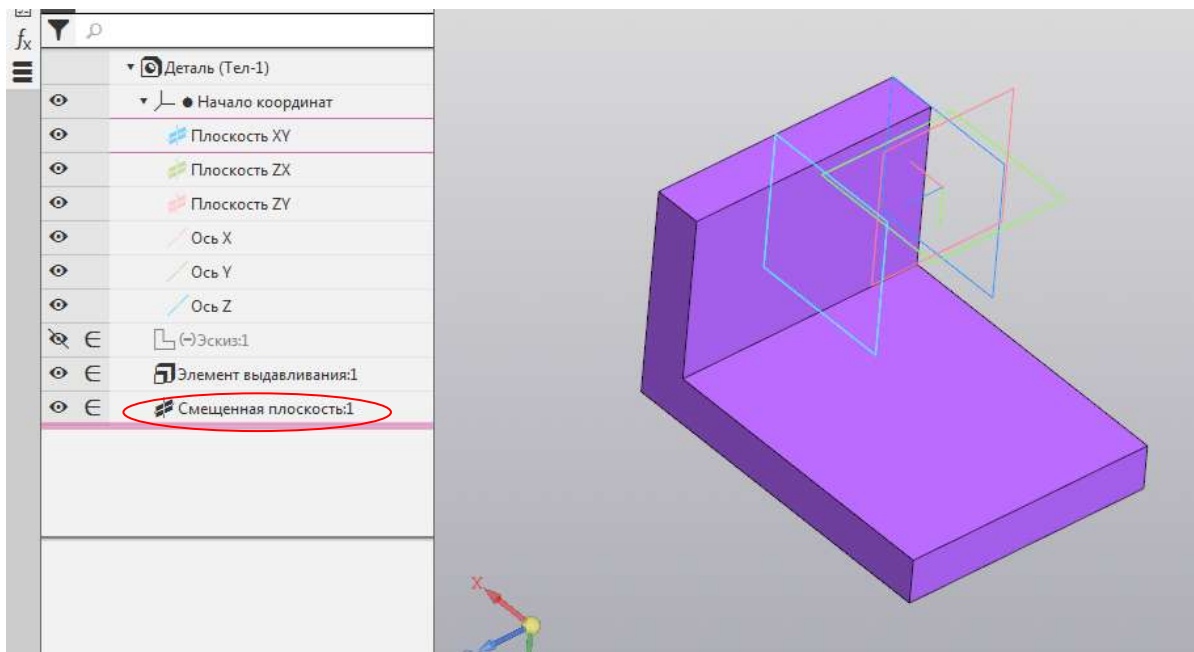 fx
Деталь (Тел-1)
Начало координат
Плоскость XY
Плоскость ZX
Плоскость ZY
Ось X
Ось Y
Ось Z
∈ (−)Эскиз:1
∈ Элемент выдавливания:1
∈ Смещенная плоскость:1
X